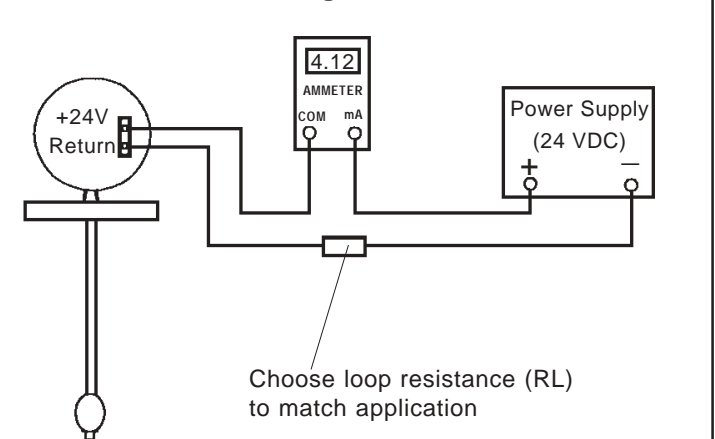 4.12
AMMETER
COM mA
+24V
Return
Power Supply
(24 VDC)
+ —
Choose loop resistance (RL)
to match application